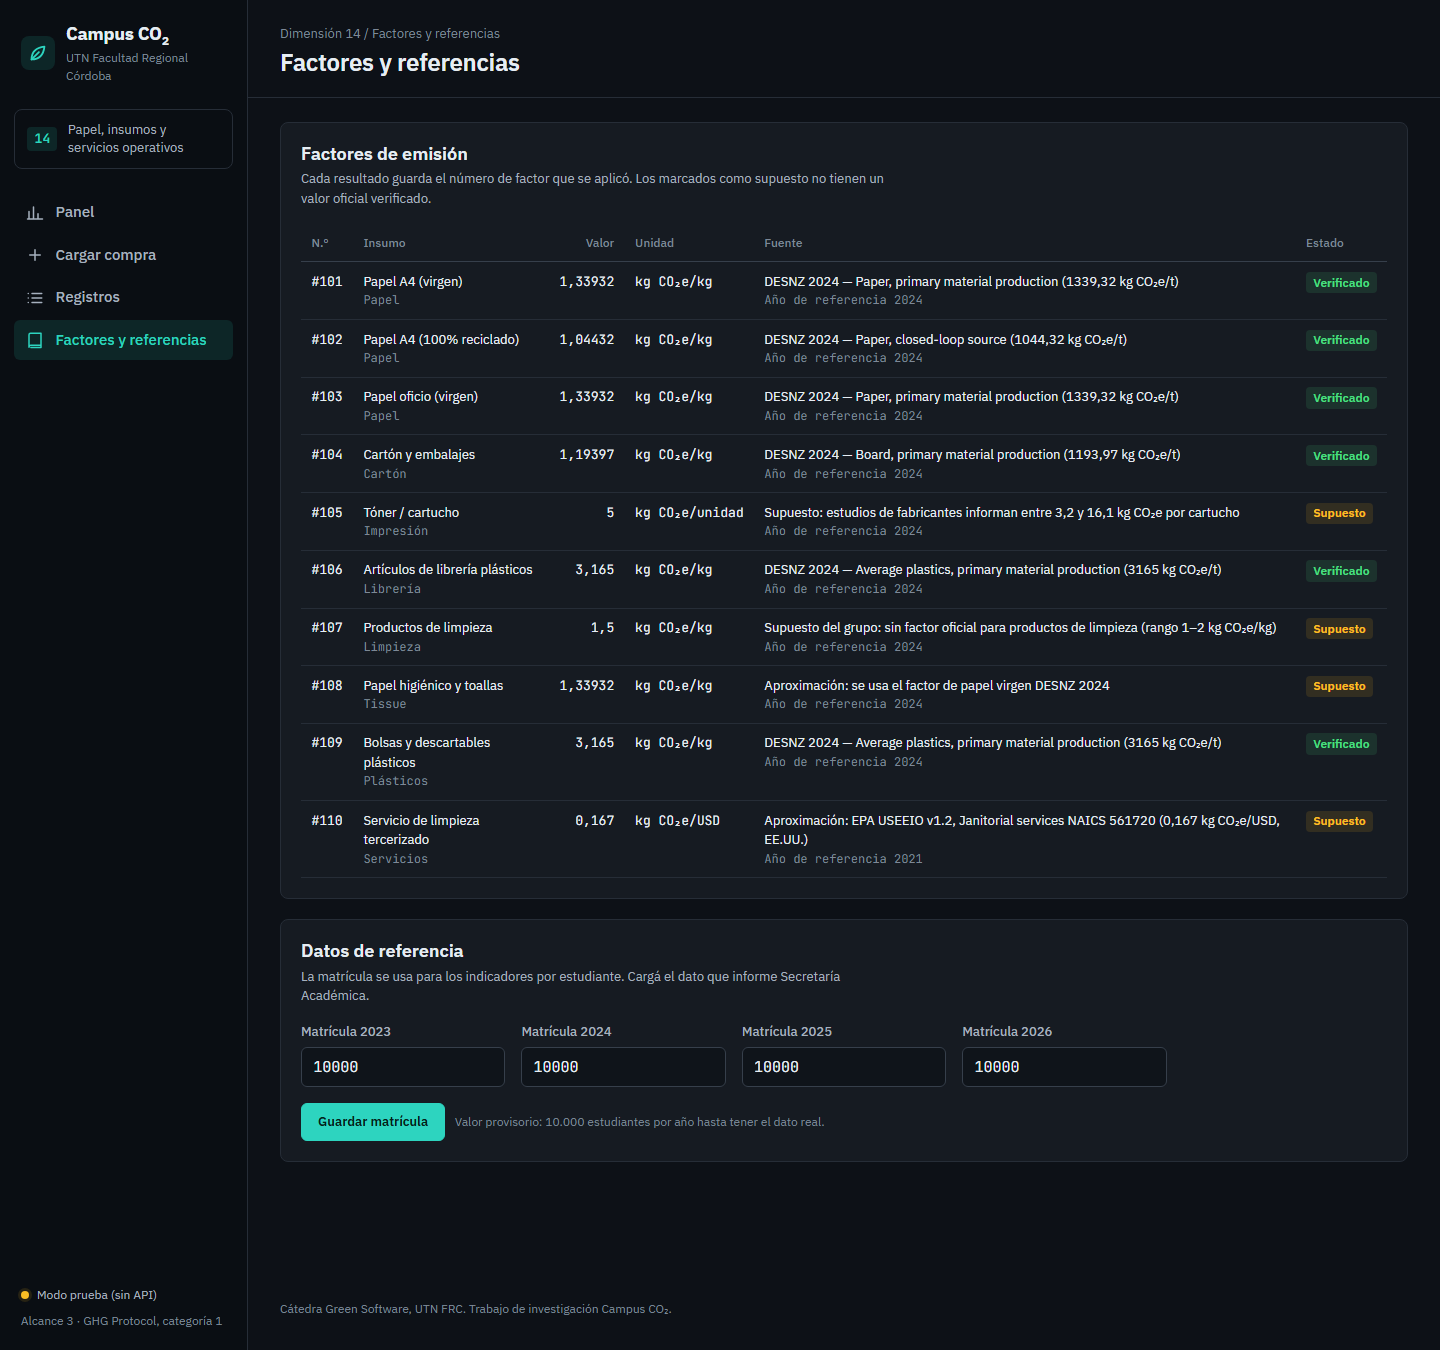 Campus CO₂
UTN Facultad Regional
Córdoba
14
Papel, insumos y
servicios operativos
Panel
Cargar compra
Registros
Factores y referencias
Dimensión 14 / Factores y referencias
Factores y referencias
Factores de emisión
Cada resultado guarda el número de factor que se aplicó. Los marcados como supuesto no tienen un
valor oficial verificado.
N.º Insumo Valor Unidad Fuente Estado
#101 Papel A4 (virgen) 1,33932 kg CO₂e/kg DESNZ 2024 — Paper, primary material production (1339,32 kg CO₂e/t) Verificado
Papel Año de referencia 2024
#102 Papel A4 (100% reciclado) 1,04432 kg CO₂e/kg DESNZ 2024 — Paper, closed-loop source (1044,32 kg CO₂e/t) Verificado
Papel Año de referencia 2024
#103 Papel oficio (virgen) 1,33932 kg CO₂e/kg DESNZ 2024 — Paper, primary material production (1339,32 kg CO₂e/t) Verificado
Papel Año de referencia 2024
#104 Cartón y embalajes 1,19397 kg CO₂e/kg DESNZ 2024 — Board, primary material production (1193,97 kg CO₂e/t) Verificado
Cartón Año de referencia 2024
#105 Tóner / cartucho 5 kg CO₂e/unidad Supuesto: estudios de fabricantes informan entre 3,2 y 16,1 kg CO₂e por cartucho Supuesto
Impresión Año de referencia 2024
#106 Artículos de librería plásticos 3,165 kg CO₂e/kg DESNZ 2024 — Average plastics, primary material production (3165 kg CO₂e/t) Verificado
Librería Año de referencia 2024
#107 Productos de limpieza 1,5 kg CO₂e/kg Supuesto del grupo: sin factor oficial para productos de limpieza (rango 1–2 kg CO₂e/kg) Supuesto
Limpieza Año de referencia 2024
#108 Papel higiénico y toallas 1,33932 kg CO₂e/kg Aproximación: se usa el factor de papel virgen DESNZ 2024 Supuesto
Tissue Año de referencia 2024
#109 Bolsas y descartables 3,165 kg CO₂e/kg DESNZ 2024 — Average plastics, primary material production (3165 kg CO₂e/t) Verificado
plásticos Año de referencia 2024
Plásticos
#110 Servicio de limpieza 0,167 kg CO₂e/USD Aproximación: EPA USEEIO v1.2, Janitorial services NAICS 561720 (0,167 kg CO₂e/USD, Supuesto
tercerizado EE.UU.)
Servicios Año de referencia 2021
Datos de referencia
La matrícula se usa para los indicadores por estudiante. Cargá el dato que informe Secretaría
Académica.
Matrícula 2023 Matrícula 2024 Matrícula 2025 Matrícula 2026
10000 10000 10000 10000
Guardar matrícula Valor provisorio: 10.000 estudiantes por año hasta tener el dato real.
Modo prueba (sin API)
Alcance 3 · GHG Protocol, categoría 1
Cátedra Green Software, UTN FRC. Trabajo de investigación Campus CO₂.